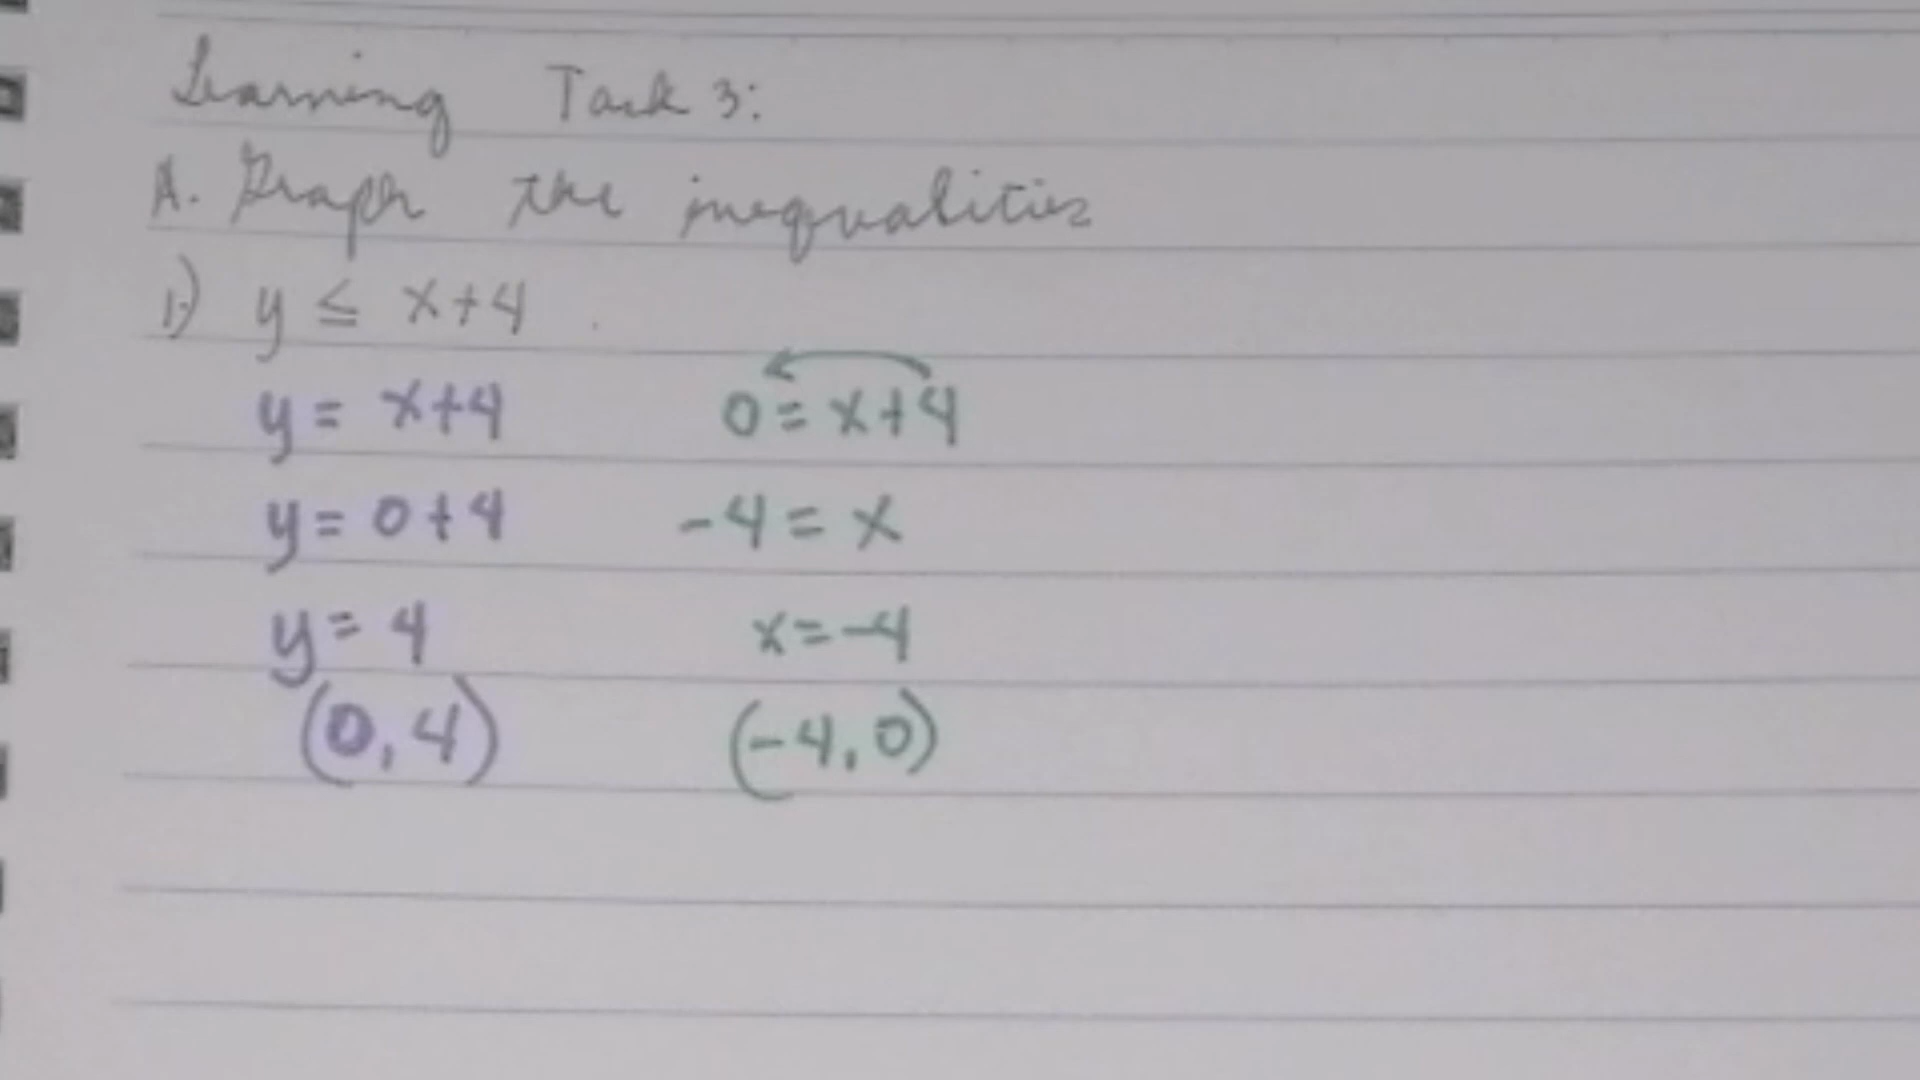 Learning Task 3:
A. Graph the inequalities
1.) y ≤ x+4
y = x+4
y = 0+4
y = 4
(0, 4)
0 = x+4
-4 = x
x = -4
(-4, 0)